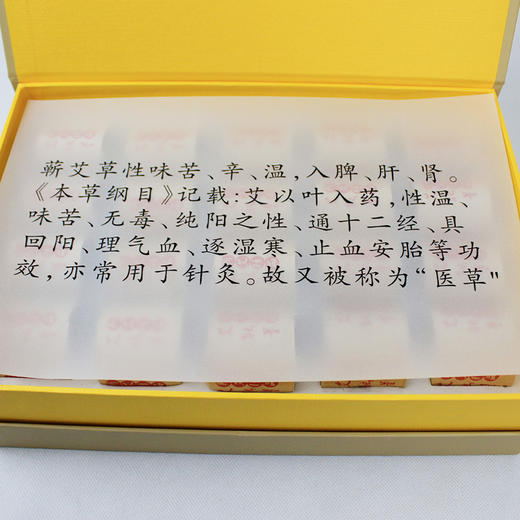 蕲艾草性味苦、辛、温，入脾、肝、肾。
《本草纲目》记载：艾以叶入药，性温、
味苦、无毒、纯阳之性、通十二经、具
回阳、理气血、逐湿寒、止血安胎等功
效，亦常用于针灸。故又被称为“医草"